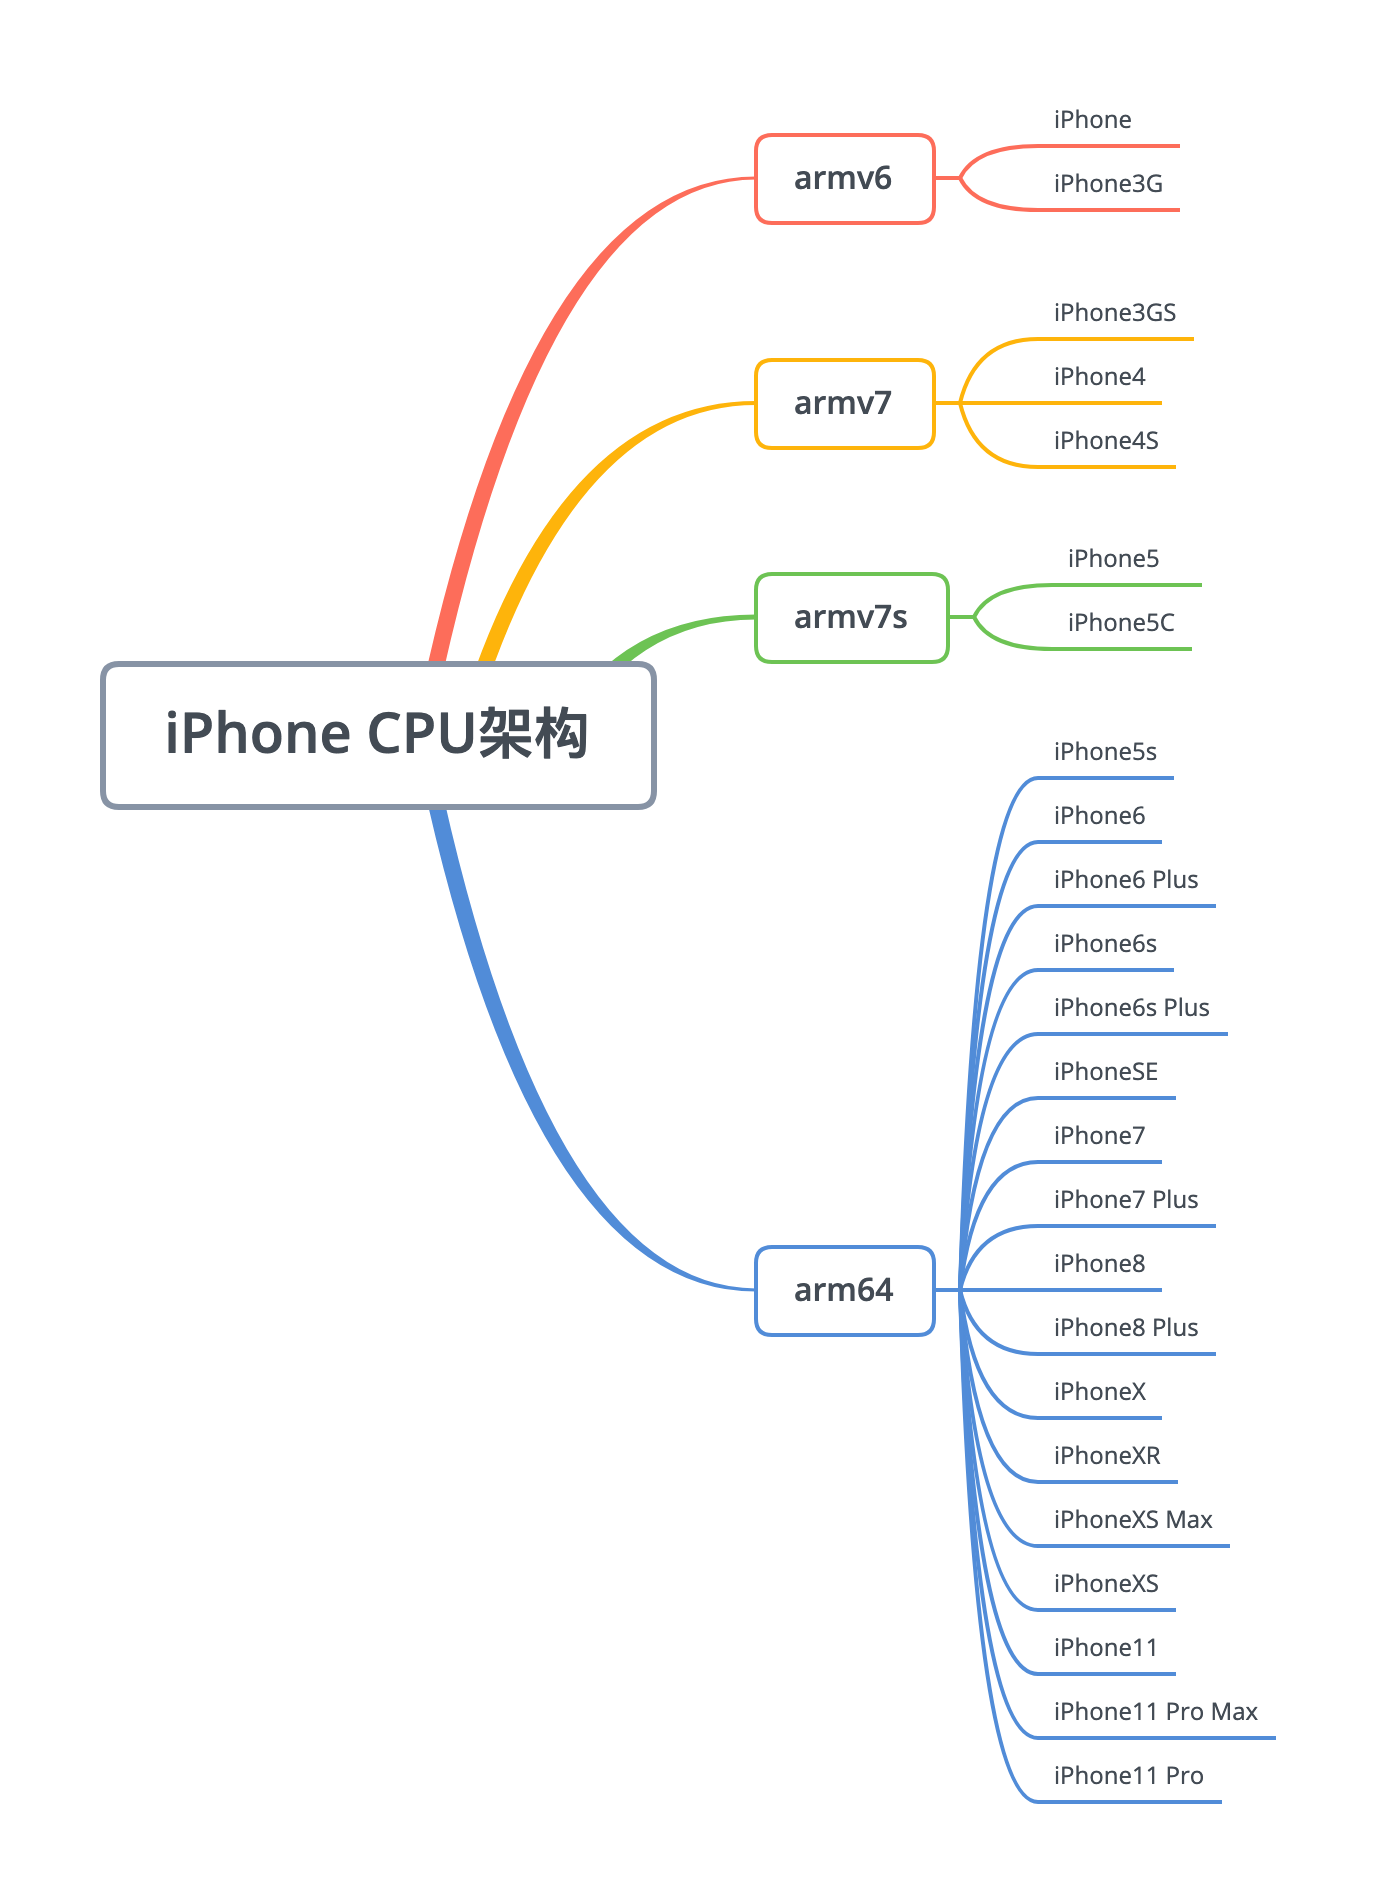 iPhone CPU架构
armv6
iPhone
iPhone3G
armv7
iPhone3GS
iPhone4
iPhone4S
armv7s
iPhone5
iPhone5C
arm64
iPhone5s
iPhone6
iPhone6 Plus
iPhone6s
iPhone6s Plus
iPhoneSE
iPhone7
iPhone7 Plus
iPhone8
iPhone8 Plus
iPhoneX
iPhoneXR
iPhoneXS Max
iPhoneXS
iPhone11
iPhone11 Pro Max
iPhone11 Pro